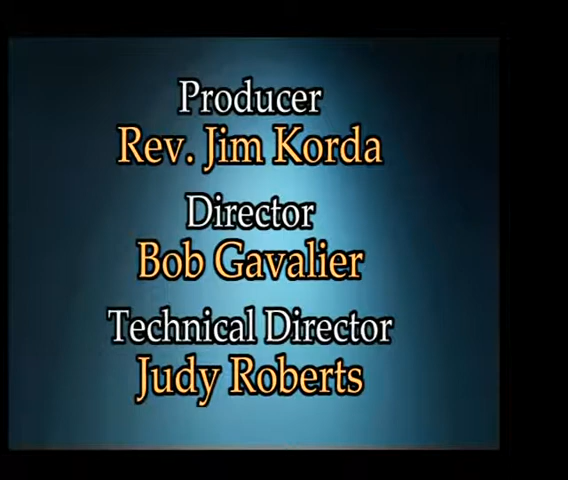 Producer
Rev. Jim Korda
Director
Bob Gavalier
Technical Director
Judy Roberts